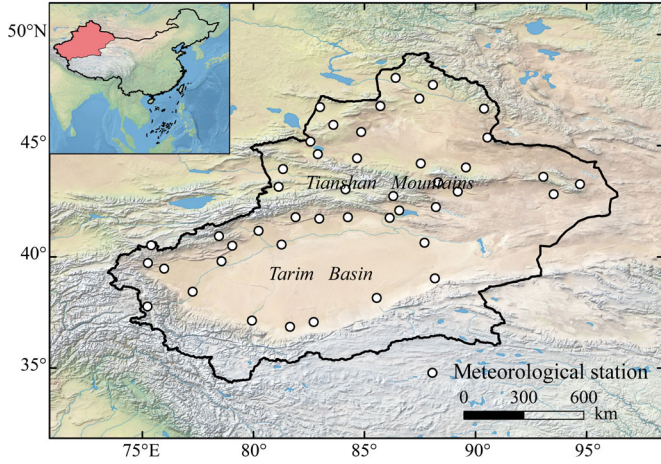 50°N
45°
Tianshan Mountains
40°
Tarim Basin
35°
Meteorological station
0 300 600
km
75°E 80° 85° 90° 95°